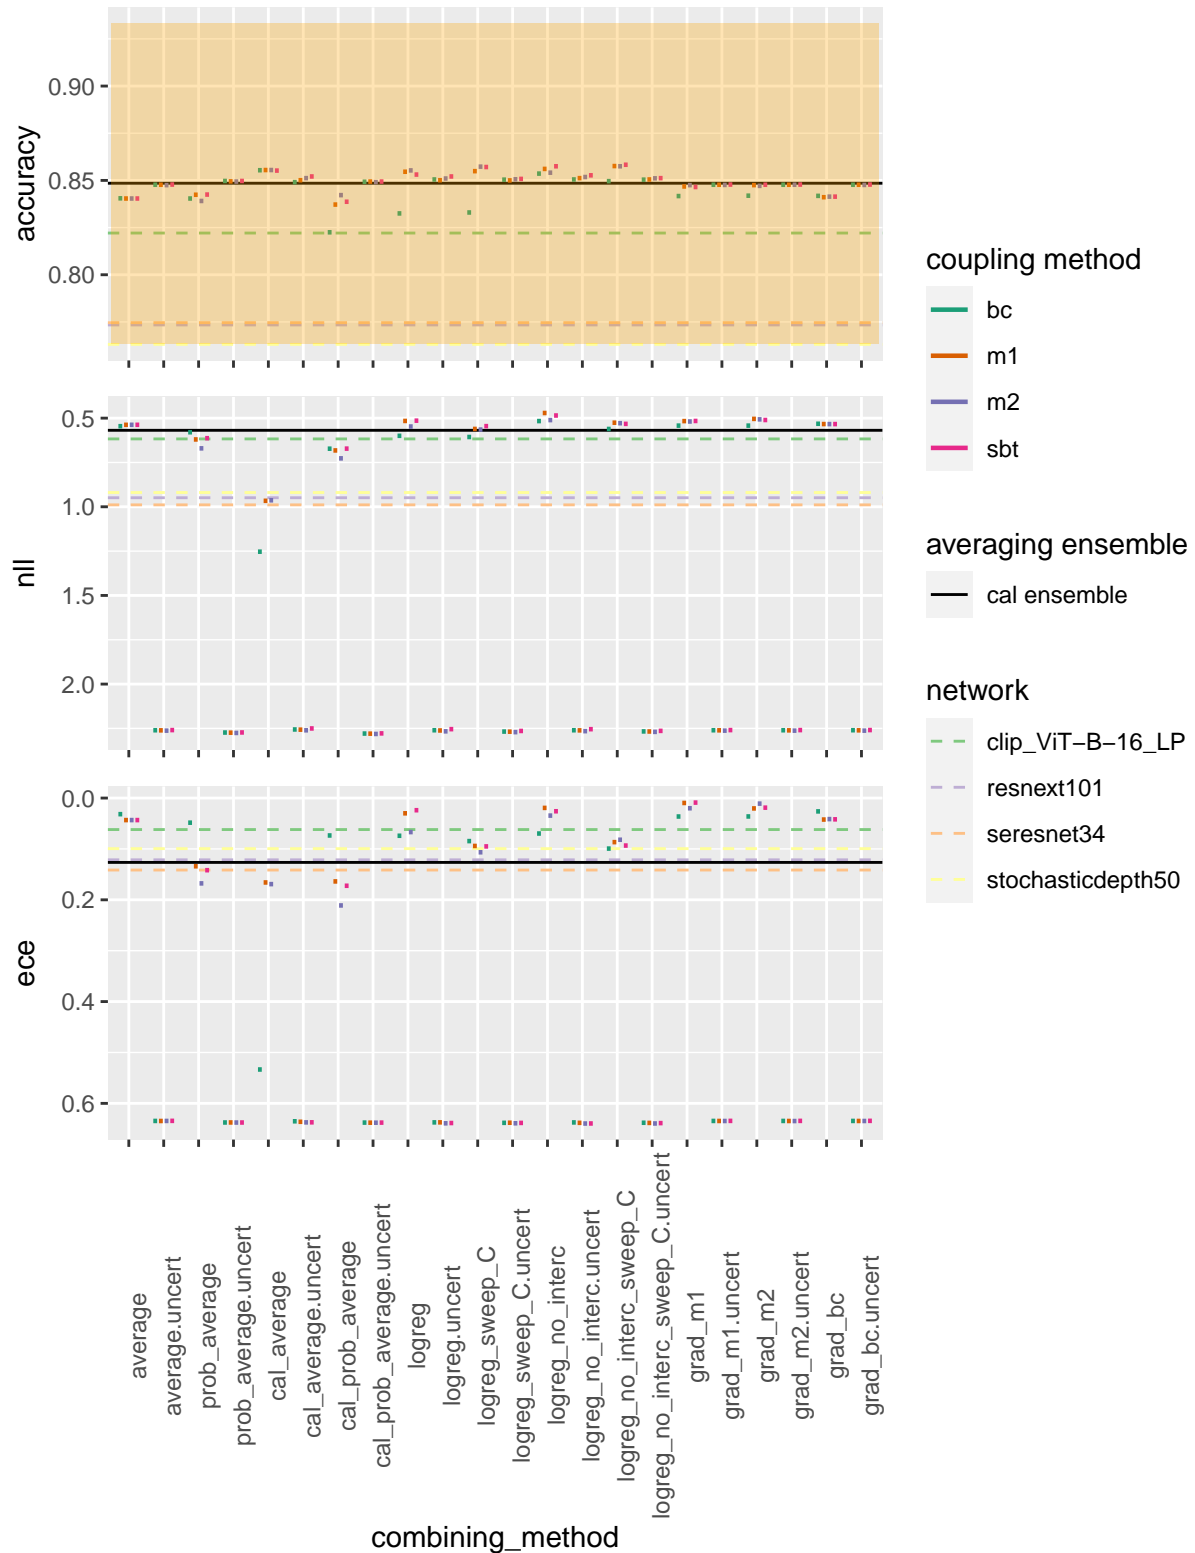 accuracy
0.90
0.85
0.80
nll
0.5
1.0
1.5
2.0
ece
0.0
0.2
0.4
0.6
average
average.uncert
prob_average
prob_average.uncert
cal_average
cal_average.uncert
cal_prob_average
cal_prob_average.uncert
logreg
logreg.uncert
logreg_sweep_C
logreg_sweep_C.uncert
logreg_no_interc
logreg_no_interc.uncert
logreg_no_interc_sweep_C
logreg_no_interc_sweep_C.uncert
grad_m1
grad_m1.uncert
grad_m2
grad_m2.uncert
grad_bc
grad_bc.uncert
combining_method
coupling method
bc
m1
m2
sbt
averaging ensemble
cal ensemble
network
clip_ViT−B−16_LP
resnext101
seresnet34
stochasticdepth50